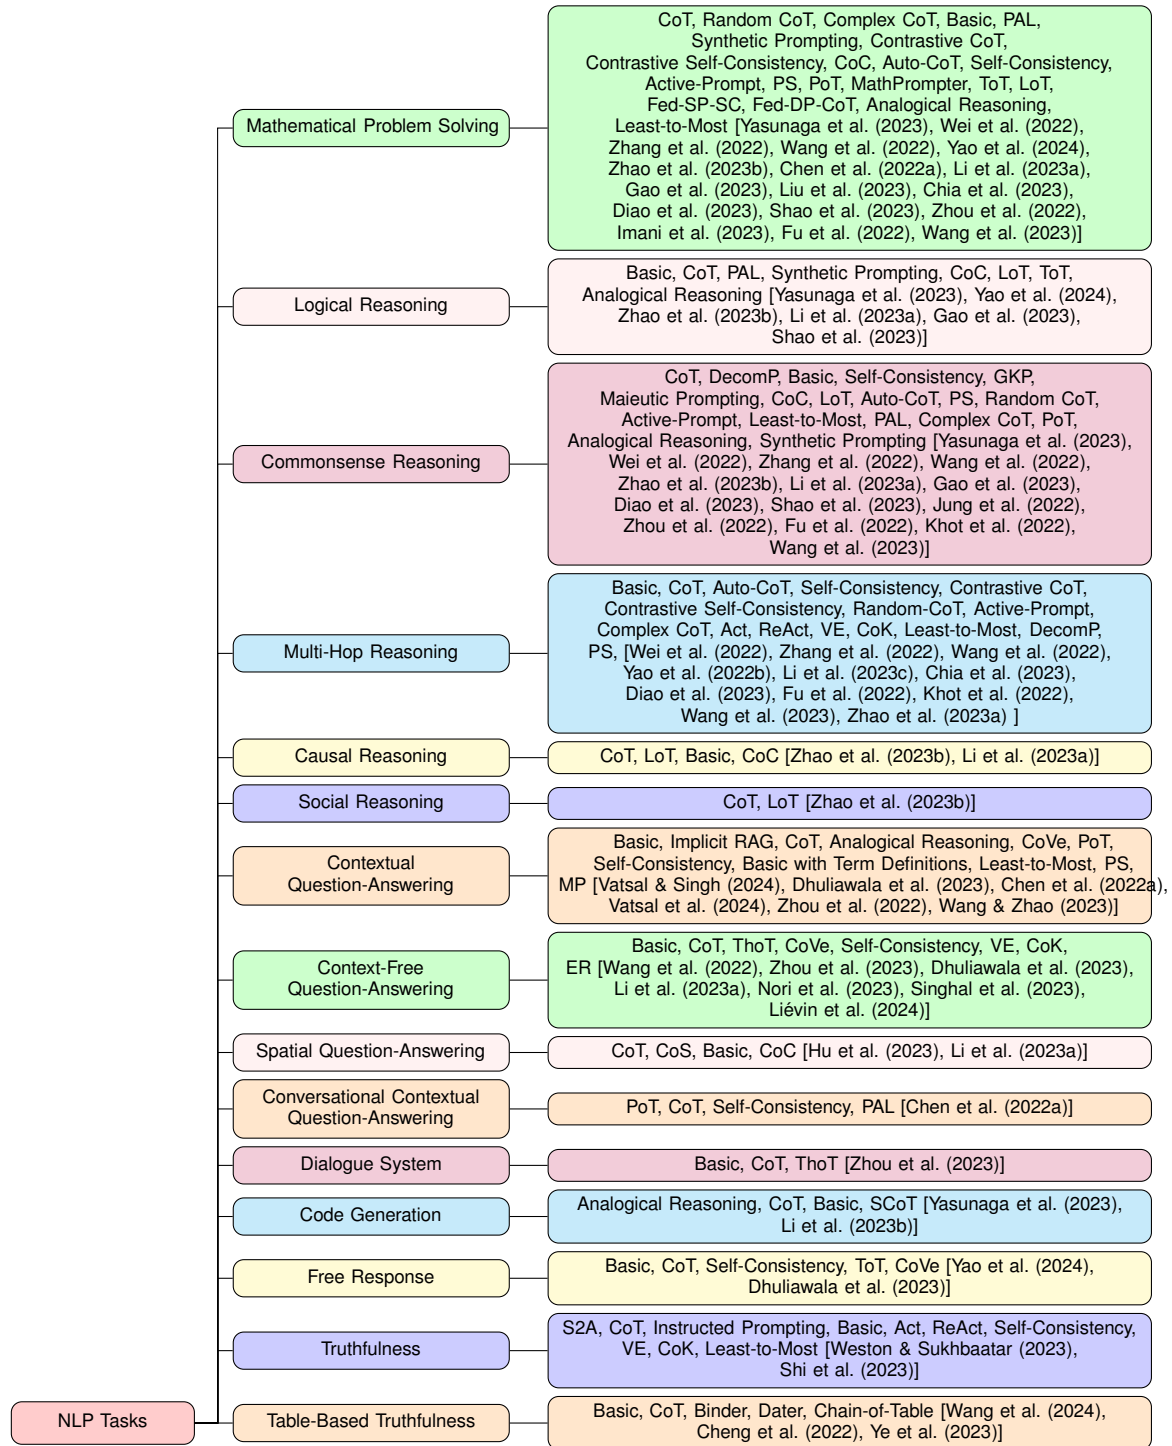 CoT, Random CoT, Complex CoT, Basic, PAL,
Synthetic Prompting, Contrastive CoT,
Contrastive Self-Consistency, CoC, Auto-CoT, Self-Consistency,
Active-Prompt, PS, PoT, MathPrompter, ToT, LoT,
Fed-SP-SC, Fed-DP-CoT, Analogical Reasoning,
Mathematical Problem Solving
Least-to-Most [Yasunaga et al. (2023), Wei et al. (2022),
Zhang et al. (2022), Wang et al. (2022), Yao et al. (2024),
Zhao et al. (2023b), Chen et al. (2022a), Li et al. (2023a),
Gao et al. (2023), Liu et al. (2023), Chia et al. (2023),
Diao et al. (2023), Shao et al. (2023), Zhou et al. (2022),
Imani et al. (2023), Fu et al. (2022), Wang et al. (2023)]
Logical Reasoning
Basic, CoT, PAL, Synthetic Prompting, CoC, LoT, ToT,
Analogical Reasoning [Yasunaga et al. (2023), Yao et al. (2024),
Zhao et al. (2023b), Li et al. (2023a), Gao et al. (2023),
Shao et al. (2023)]
Commonsense Reasoning
CoT, DecomP, Basic, Self-Consistency, GKP,
Maieutic Prompting, CoC, LoT, Auto-CoT, PS, Random CoT,
Active-Prompt, Least-to-Most, PAL, Complex CoT, PoT,
Analogical Reasoning, Synthetic Prompting [Yasunaga et al. (2023),
Wei et al. (2022), Zhang et al. (2022), Wang et al. (2022),
Zhao et al. (2023b), Li et al. (2023a), Gao et al. (2023),
Diao et al. (2023), Shao et al. (2023), Jung et al. (2022),
Zhou et al. (2022), Fu et al. (2022), Khot et al. (2022),
Wang et al. (2023)]
Multi-Hop Reasoning
Basic, CoT, Auto-CoT, Self-Consistency, Contrastive CoT,
Contrastive Self-Consistency, Random-CoT, Active-Prompt,
Complex CoT, Act, ReAct, VE, CoK, Least-to-Most, DecomP,
PS, [Wei et al. (2022), Zhang et al. (2022), Wang et al. (2022),
Yao et al. (2022b), Li et al. (2023c), Chia et al. (2023),
Diao et al. (2023), Fu et al. (2022), Khot et al. (2022),
Wang et al. (2023), Zhao et al. (2023a) ]
Causal Reasoning
CoT, LoT, Basic, CoC [Zhao et al. (2023b), Li et al. (2023a)]
Social Reasoning
CoT, LoT [Zhao et al. (2023b)]
Contextual
Question-Answering
Basic, Implicit RAG, CoT, Analogical Reasoning, CoVe, PoT,
Self-Consistency, Basic with Term Definitions, Least-to-Most, PS,
MP [Vatsal & Singh (2024), Dhuliawala et al. (2023), Chen et al. (2022a),
Vatsal et al. (2024), Zhou et al. (2022), Wang & Zhao (2023)]
Context-Free
Question-Answering
Basic, CoT, ThoT, CoVe, Self-Consistency, VE, CoK,
ER [Wang et al. (2022), Zhou et al. (2023), Dhuliawala et al. (2023),
Li et al. (2023a), Nori et al. (2023), Singhal et al. (2023),
Liévin et al. (2024)]
Spatial Question-Answering
CoT, CoS, Basic, CoC [Hu et al. (2023), Li et al. (2023a)]
Conversational Contextual
Question-Answering
PoT, CoT, Self-Consistency, PAL [Chen et al. (2022a)]
Dialogue System
Basic, CoT, ThoT [Zhou et al. (2023)]
Code Generation
Analogical Reasoning, CoT, Basic, SCoT [Yasunaga et al. (2023),
Li et al. (2023b)]
Free Response
Basic, CoT, Self-Consistency, ToT, CoVe [Yao et al. (2024),
Dhuliawala et al. (2023)]
Truthfulness
S2A, CoT, Instructed Prompting, Basic, Act, ReAct, Self-Consistency,
VE, CoK, Least-to-Most [Weston & Sukhbaatar (2023),
Shi et al. (2023)]
NLP Tasks
Table-Based Truthfulness
Basic, CoT, Binder, Dater, Chain-of-Table [Wang et al. (2024),
Cheng et al. (2022), Ye et al. (2023)]